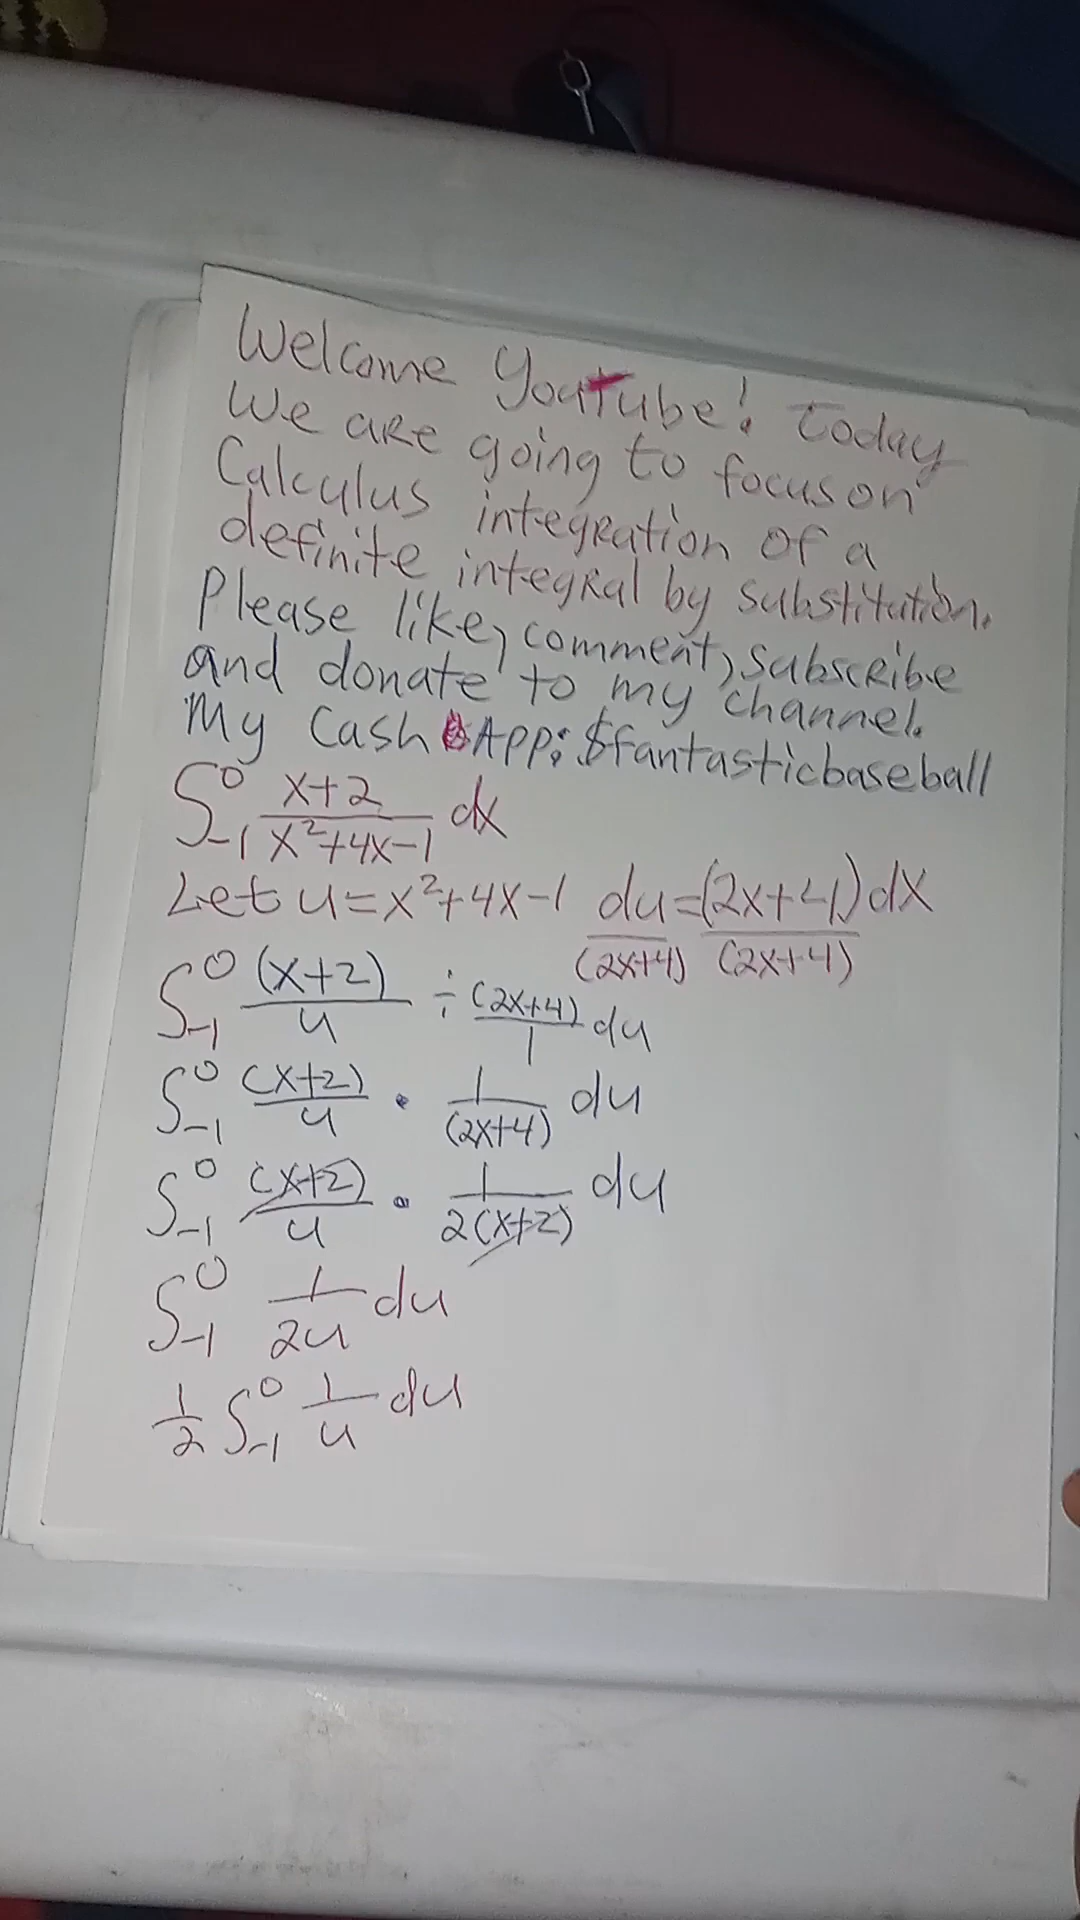 Welcome YouTube! Today
We are going to focus on
Calculus integration of a
definite integral by substitution.
Please like, comment, subscribe
and donate to my channel.
My Cash App: $fantasticbaseball
∫₋₁⁰ (x+2)/(x²+4x-1) dx
Let u=x²+4x-1 du/(2x+4)=(2x+4)dx/(2x+4)
∫₋₁⁰ (x+2)/u ÷ (2x+4)/1 du
∫₋₁⁰ (x+2)/u · 1/(2x+4) du
∫₋₁⁰ (x+2)/u · 1/2(x+2) du
∫₋₁⁰ 1/2u du
1/2 ∫₋₁⁰ 1/u du